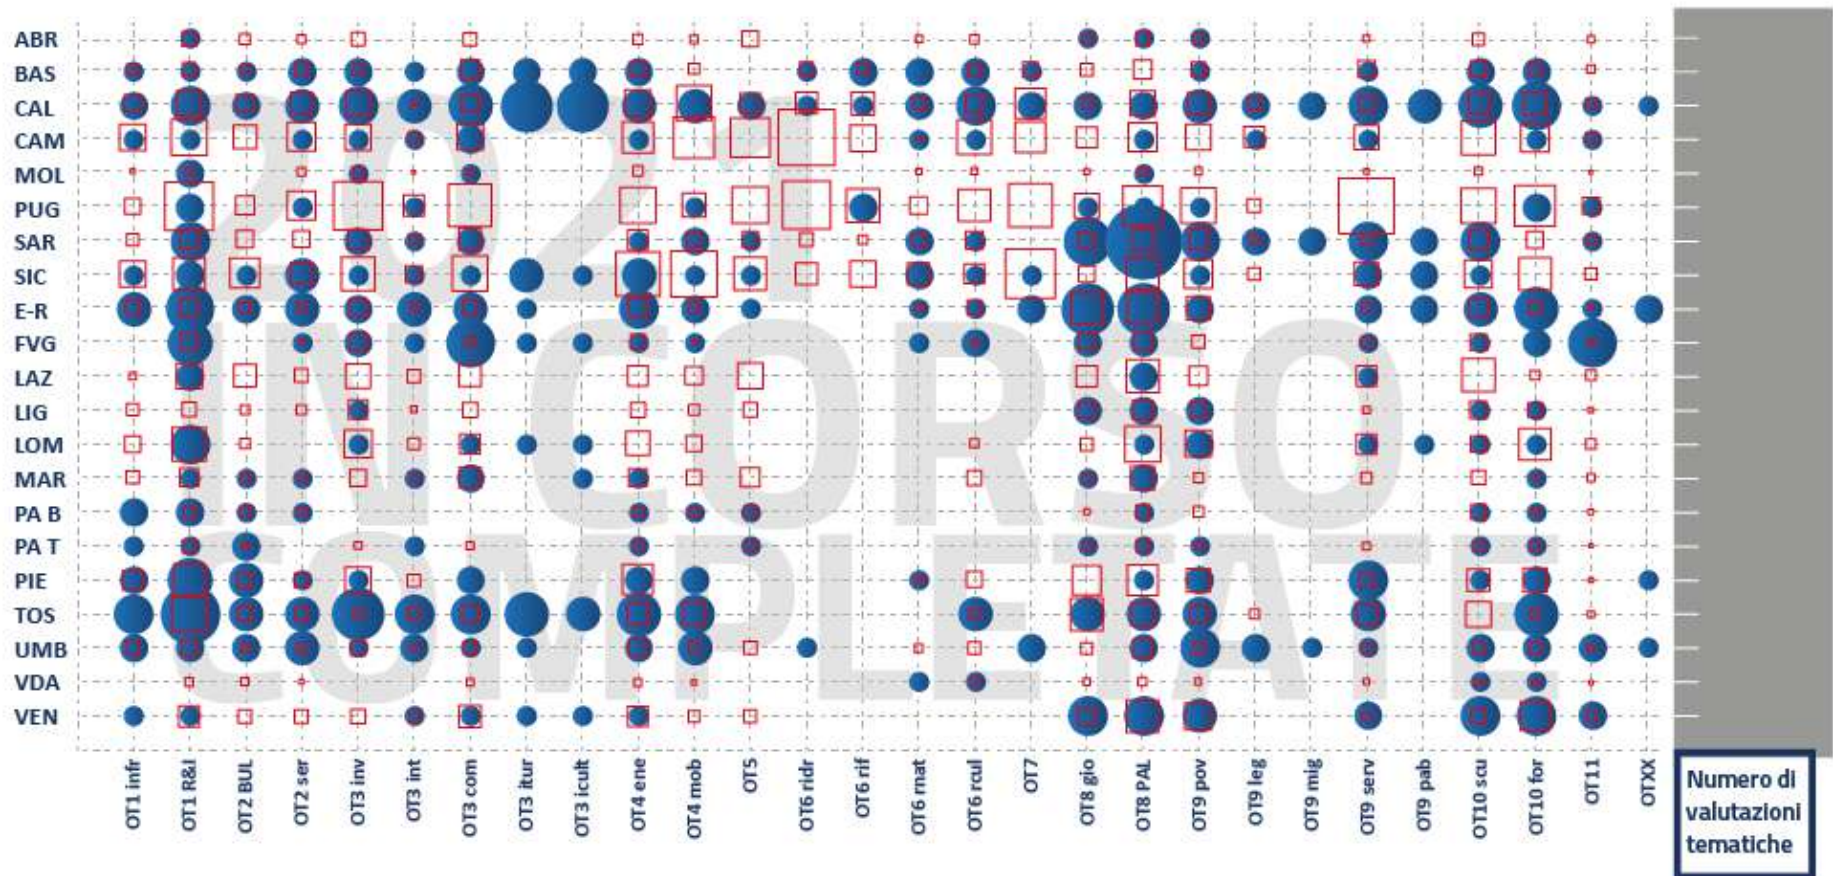 2021
IN CORSO
COMPLETATE
ABR
BAS
CAL
CAM
MOL
PUG
SAR
SIC
E-R
FVG
LAZ
LIG
LOM
MAR
PA B
PA T
PIE
TOS
UMB
VDA
VEN
OT1 infr
OT1 R&I
OT2 BUL
OT2 ser
OT3 inv
OT3 int
OT3 com
OT3 itur
OT3 icult
OT4 ene
OT4 mob
OT5
OT6 ridr
OT6 rif
OT6 rnat
OT6 rcul
OT7
OT8 gio
OT8 PAL
OT9 pov
OT9 leg
OT9 mig
OT9 serv
OT9 pab
OT10 scu
OT10 for
OT11
OTXX
Numero di
valutazioni
tematiche